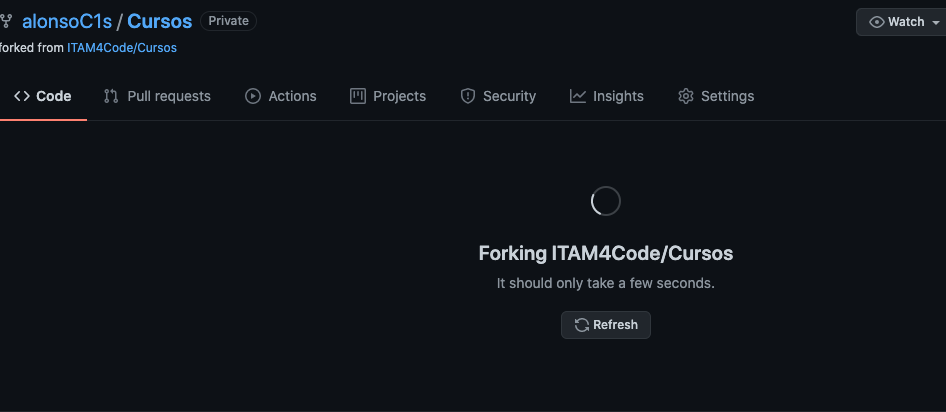 alonsoC1s / Cursos Private Watch
forked from ITAM4Code/Cursos
Code Pull requests Actions Projects Security Insights Settings
Forking ITAM4Code/Cursos
It should only take a few seconds.
Refresh